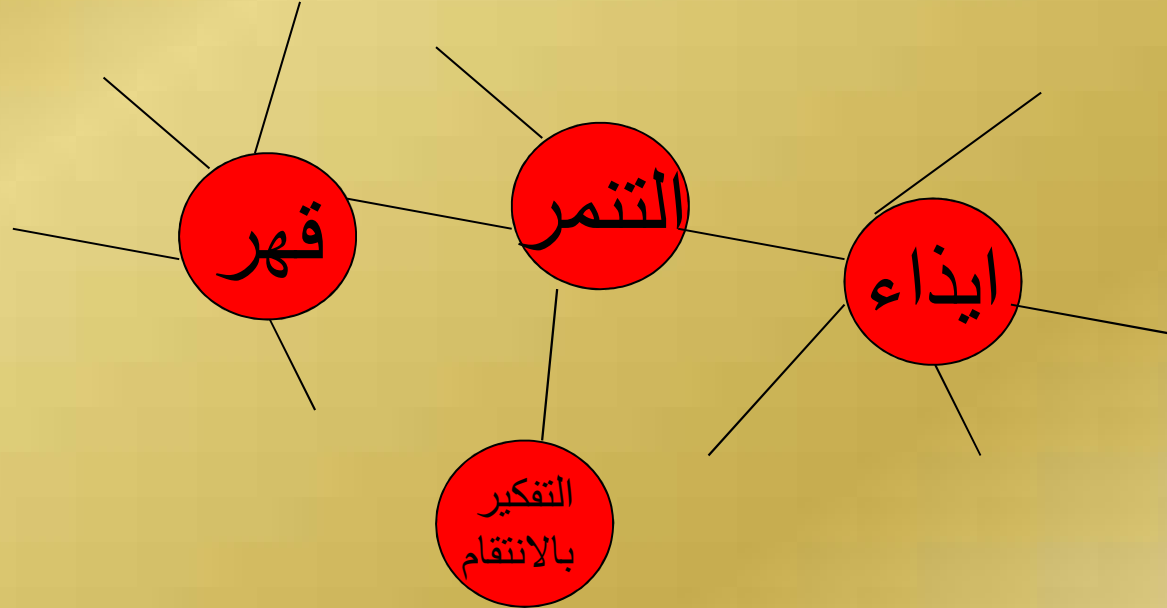 التنمر
قهر
ايذاء
التفكير
بالانتقام